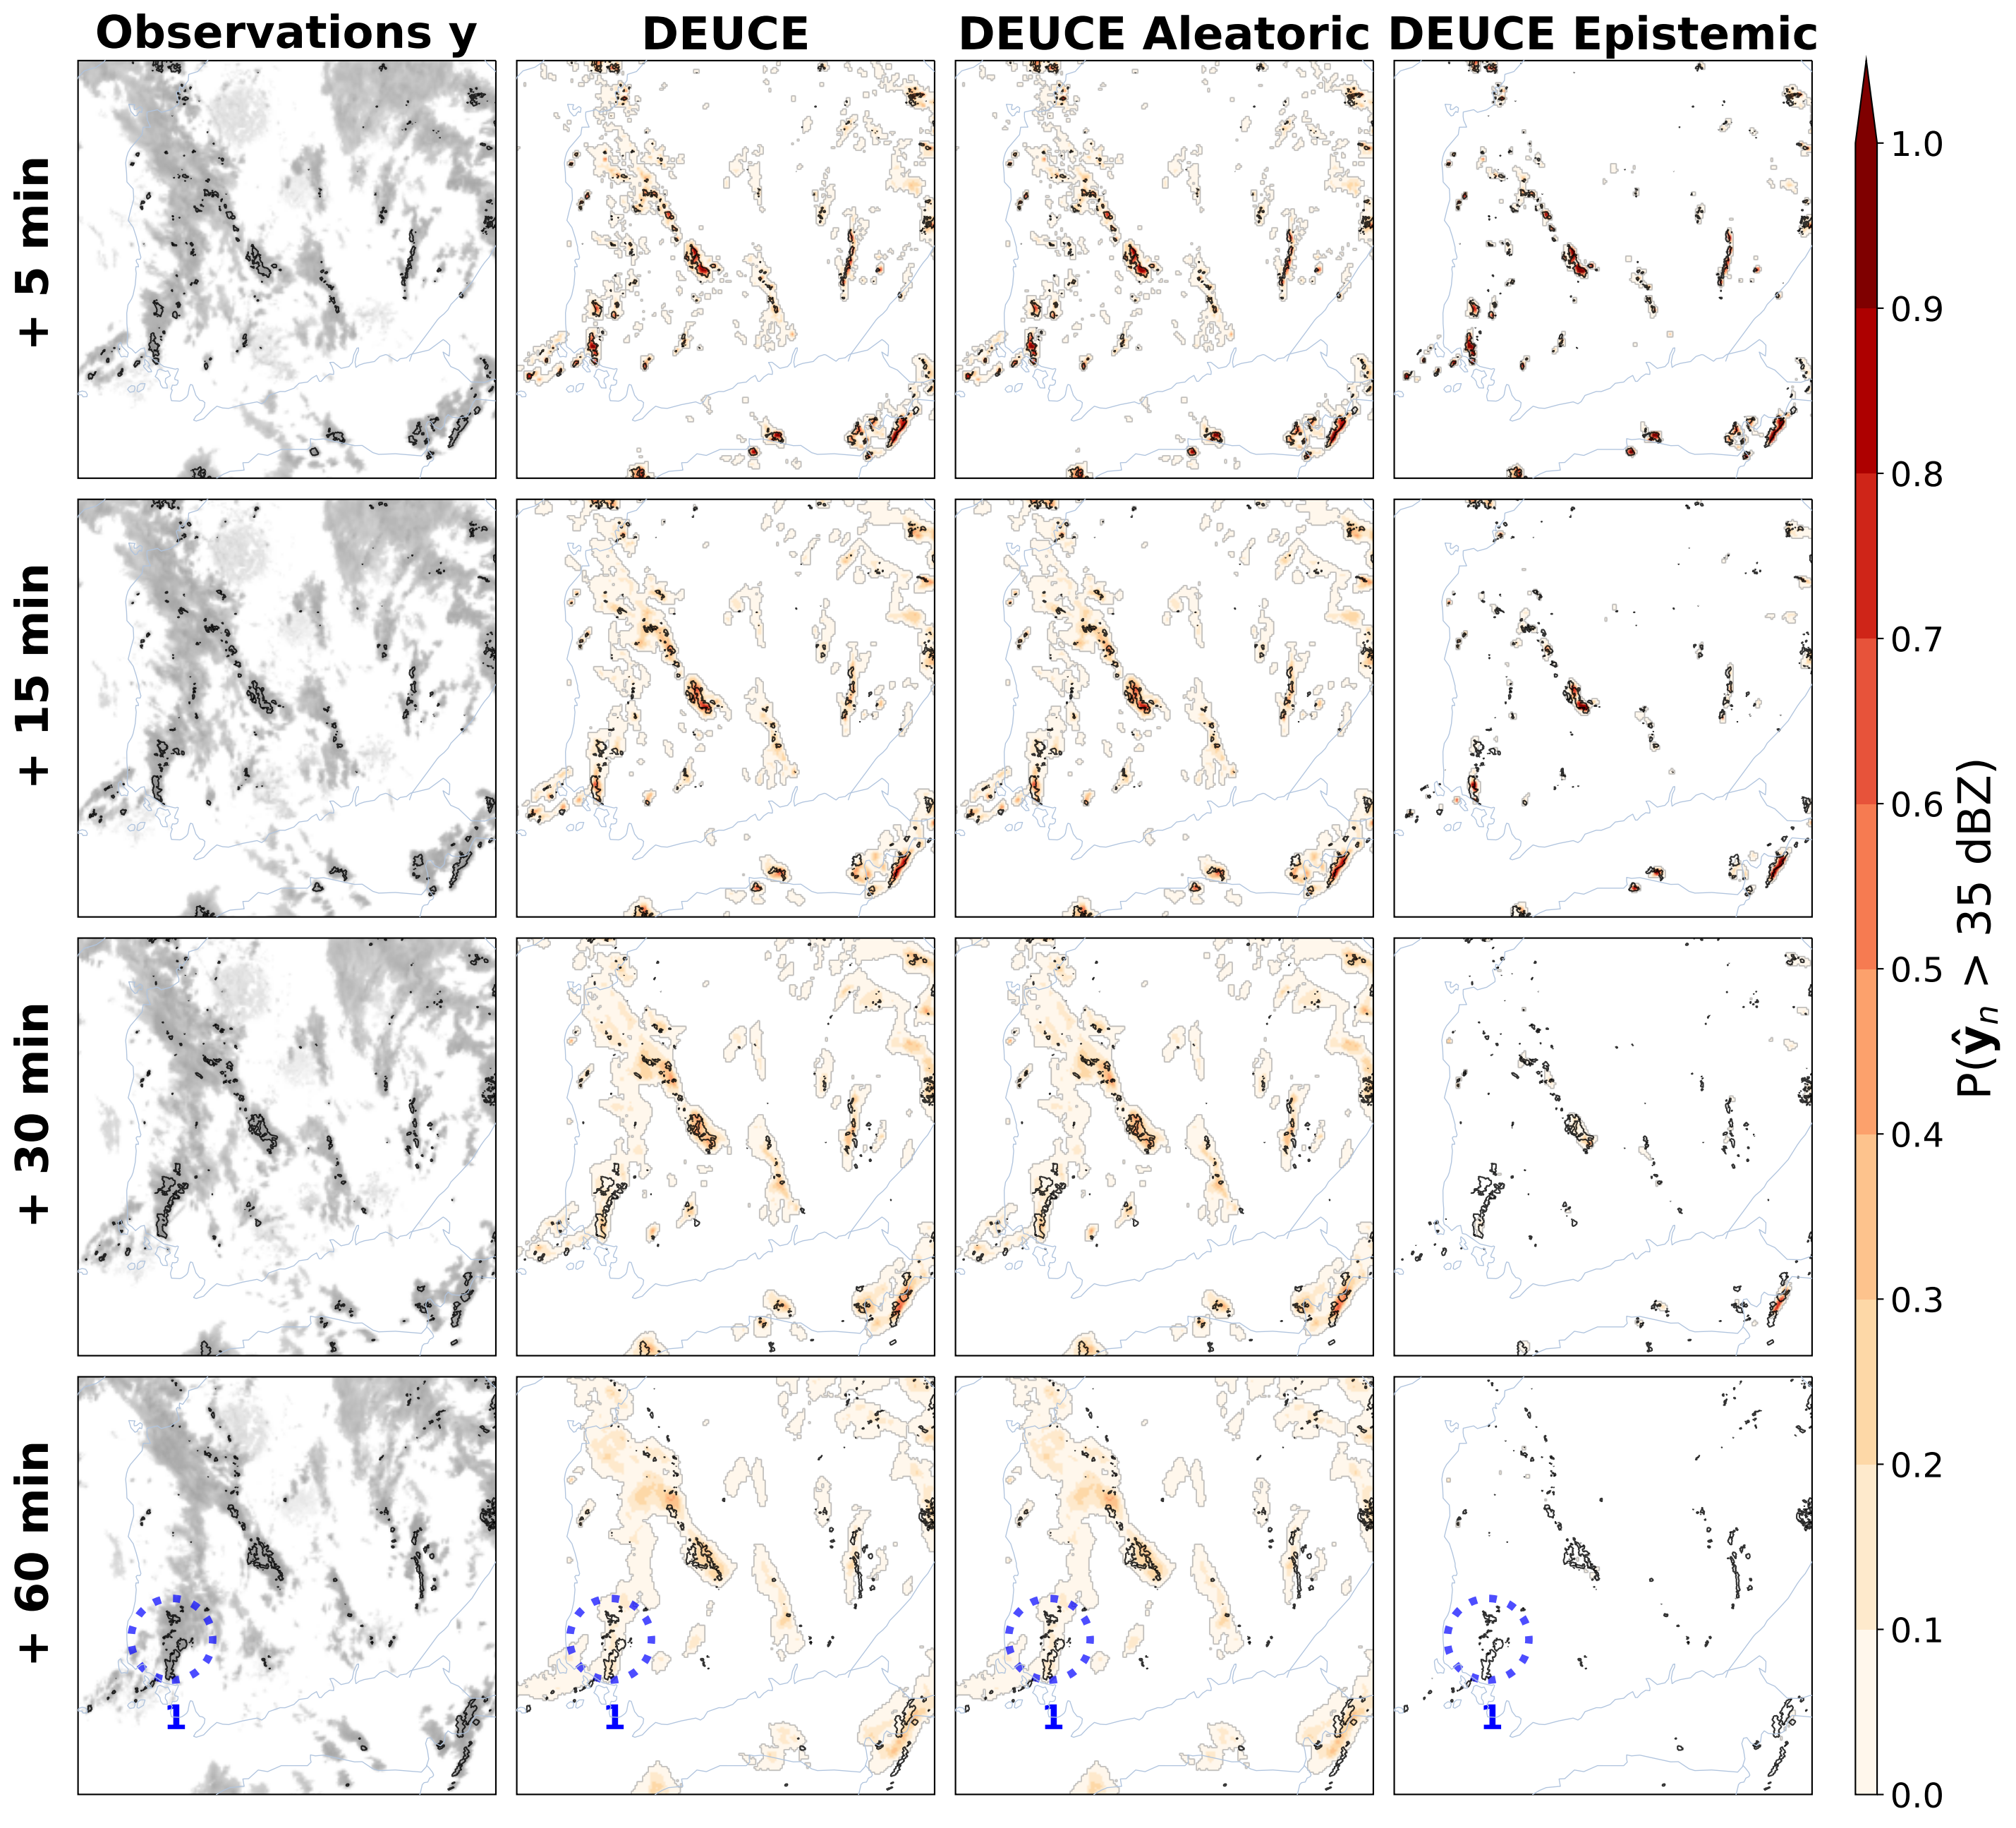 Observations y
DEUCE
DEUCE Aleatoric
DEUCE Epistemic
+ 5 min
+ 15 min
+ 30 min
+ 60 min
1
1
1
1
1.0
0.9
0.8
0.7
0.6
0.5
0.4
0.3
0.2
0.1
0.0
P(ŷₙ > 35 dBZ)